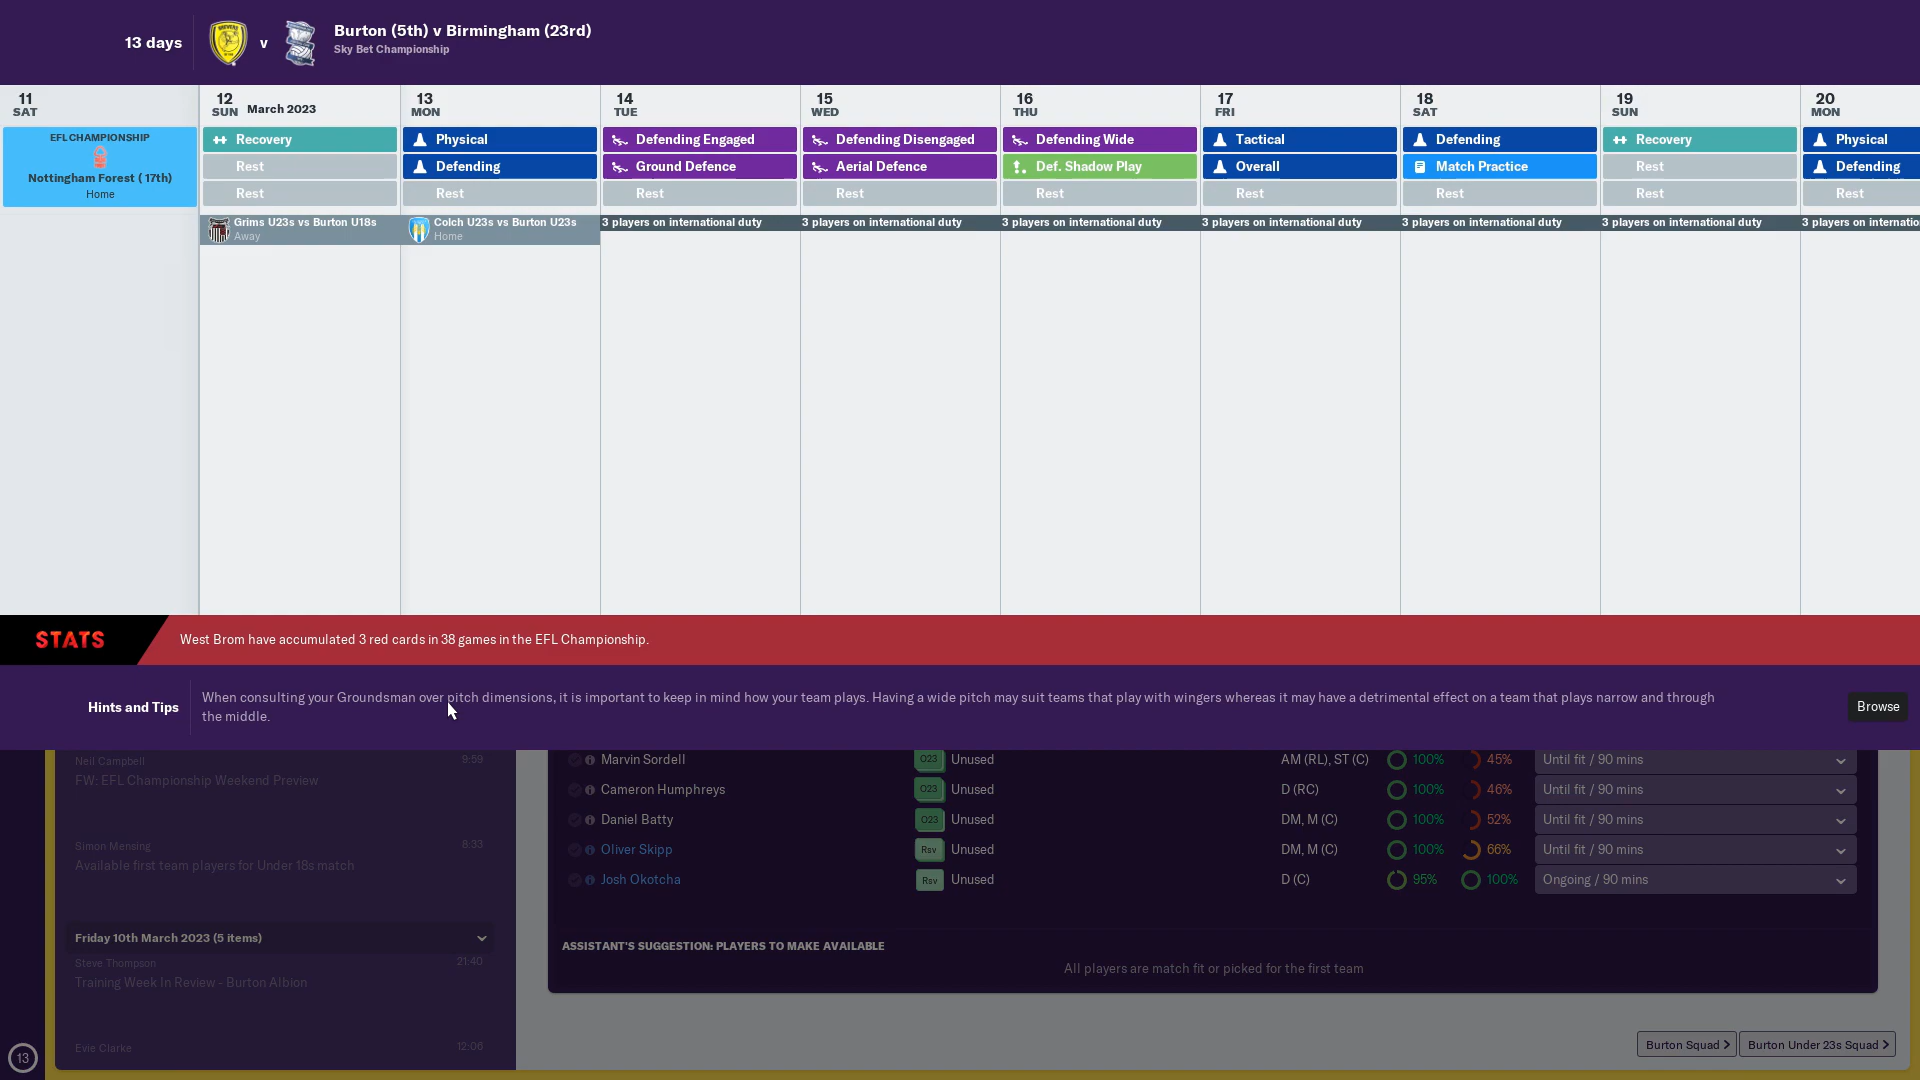 13 days
v
Burton (5th) v Birmingham (23rd)
Sky Bet Championship
11
SAT
12
SUN
March 2023
13
MON
14
TUE
15
WED
16
THU
17
FRI
18
SAT
19
SUN
20
MON
EFL CHAMPIONSHIP
Nottingham Forest ( 17th)
Home
Recovery
Rest
Rest
Physical
Defending
Rest
Defending Engaged
Ground Defence
Rest
Defending Disengaged
Aerial Defence
Rest
Defending Wide
Def. Shadow Play
Rest
Tactical
Overall
Rest
Defending
Match Practice
Rest
Recovery
Rest
Rest
Physical
Defending
Rest
Grims U23s vs Burton U18s
Away
Colch U23s vs Burton U23s
Home
3 players on international duty
3 players on international duty
3 players on international duty
3 players on international duty
3 players on international duty
3 players on international duty
3 players on internatio
STATS
West Brom have accumulated 3 red cards in 38 games in the EFL Championship.
Hints and Tips
When consulting your Groundsman over pitch dimensions, it is important to keep in mind how your team plays. Having a wide pitch may suit teams that play with wingers whereas it may have a detrimental effect on a team that plays narrow and through
the middle.
Browse
Neil Campbell 9:59
FW: EFL Championship Weekend Preview
Simon Mensing 8:33
Available first team players for Under 18s match
Friday 10th March 2023 (5 items)
Steve Thompson 21:40
Training Week In Review - Burton Albion
Evie Clarke 12:06
13
Marvin Sordell O23 Unused AM (RL), ST (C) 100% 45% Until fit / 90 mins
Cameron Humphreys O23 Unused D (RC) 100% 46% Until fit / 90 mins
Daniel Batty O23 Unused DM, M (C) 100% 52% Until fit / 90 mins
Oliver Skipp Rsv Unused DM, M (C) 100% 66% Until fit / 90 mins
Josh Okotcha Rsv Unused D (C) 95% 100% Ongoing / 90 mins
ASSISTANT'S SUGGESTION: PLAYERS TO MAKE AVAILABLE
All players are match fit or picked for the first team
Burton Squad >
Burton Under 23s Squad >